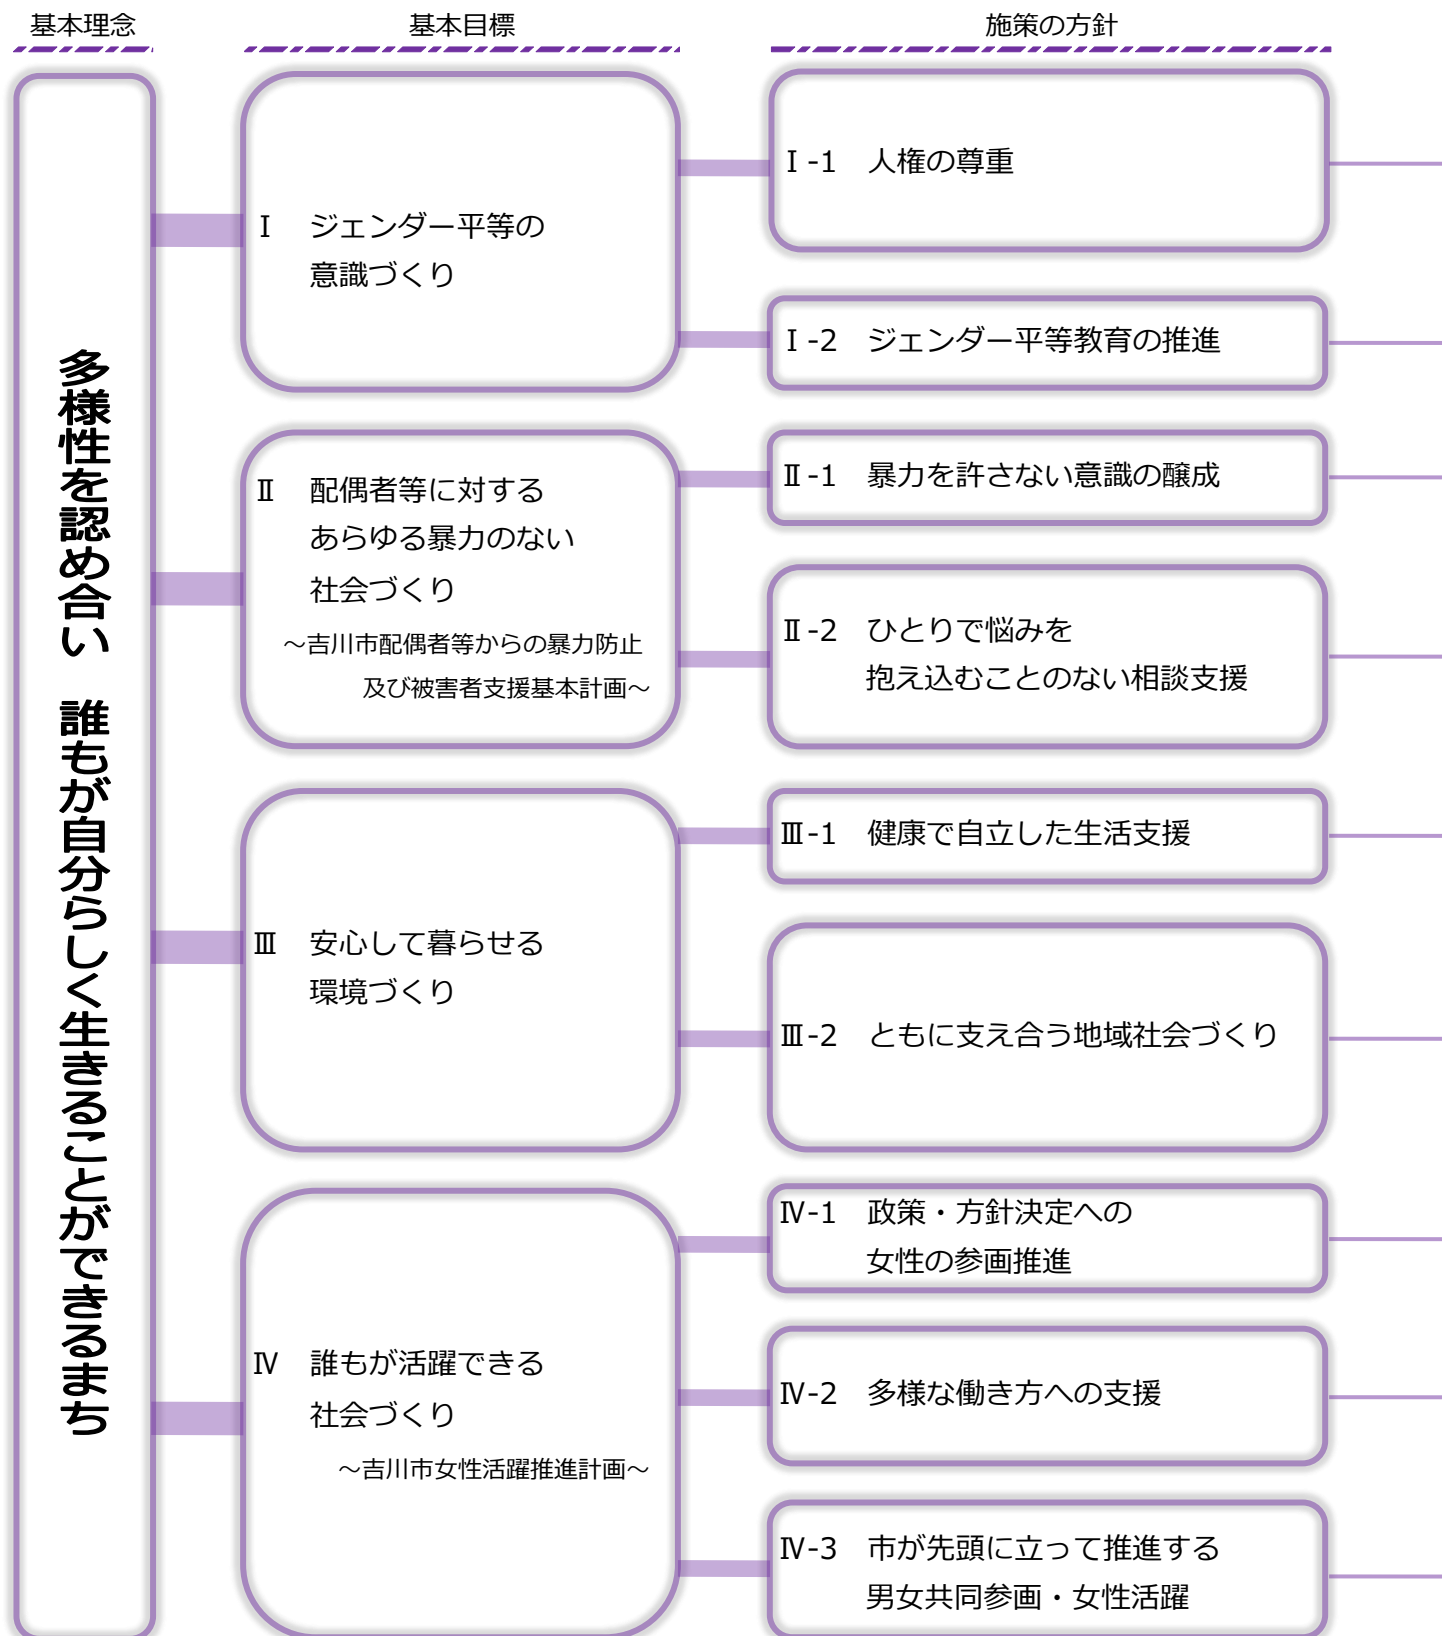 基本理念
基本目標
施策の方針
多様性を認め合い　誰もが自分らしく生きることができるまち
Ⅰ　ジェンダー平等の
意識づくり
Ⅰ-1　人権の尊重
Ⅰ-2　ジェンダー平等教育の推進
Ⅱ　配偶者等に対する
あらゆる暴力のない
社会づくり
～吉川市配偶者等からの暴力防止
及び被害者支援基本計画～
Ⅱ-1　暴力を許さない意識の醸成
Ⅱ-2　ひとりで悩みを
抱え込むことのない相談支援
Ⅲ　安心して暮らせる
環境づくり
Ⅲ-1　健康で自立した生活支援
Ⅲ-2　ともに支え合う地域社会づくり
Ⅳ　誰もが活躍できる
社会づくり
～吉川市女性活躍推進計画～
Ⅳ-1　政策・方針決定への
女性の参画推進
Ⅳ-2　多様な働き方への支援
Ⅳ-3　市が先頭に立って推進する
男女共同参画・女性活躍